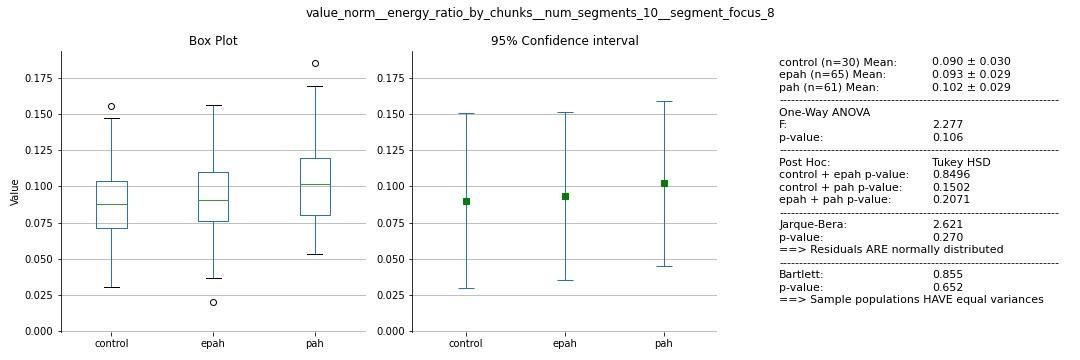 value_norm__energy_ratio_by_chunks__num_segments_10__segment_focus_8
Box Plot
Value
0.175
0.150
0.125
0.100
0.075
0.050
0.025
0.000
control epah pah
95% Confidence interval
0.175
0.150
0.125
0.100
0.075
0.050
0.025
0.000
control epah pah
control (n=30) Mean: 0.090 ± 0.030
epah (n=65) Mean: 0.093 ± 0.029
pah (n=61) Mean: 0.102 ± 0.029
One-Way ANOVA
F: 2.277
p-value: 0.106
Post Hoc: Tukey HSD
control + epah p-value: 0.8496
control + pah p-value: 0.1502
epah + pah p-value: 0.2071
Jarque-Bera: 2.621
p-value: 0.270
==> Residuals ARE normally distributed
Bartlett: 0.855
p-value: 0.652
==> Sample populations HAVE equal variances